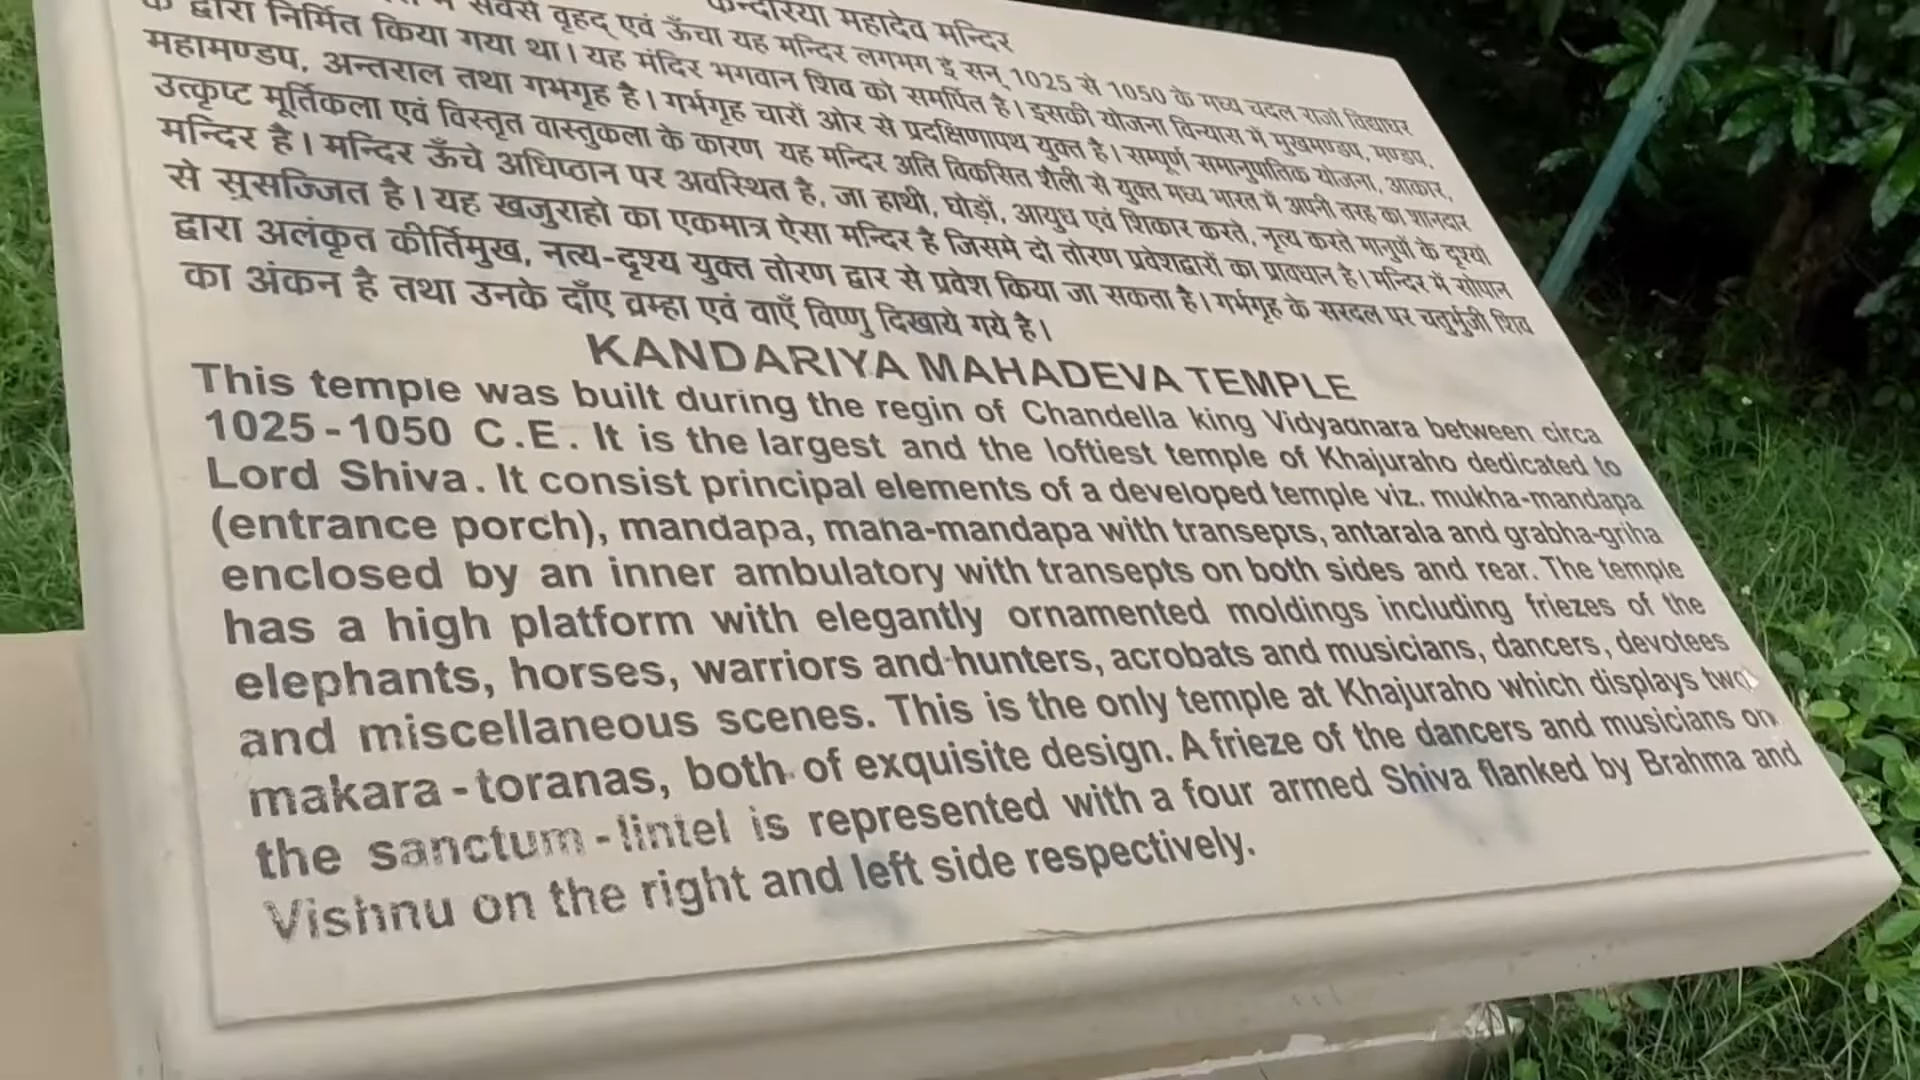 कन्दारिया महादेव मन्दिर
सबसे वृहद् एवं ऊँचा यह मन्दिर लगभग ई सन् 1025 से 1050 के मध्य चंदेल राजा विद्याधर
के द्वारा निर्मित किया गया था। यह मंदिर भगवान शिव को समर्पित है। इसकी योजना विन्यास में मुखमण्डप, मण्डप,
महामण्डप, अन्तराल तथा गर्भगृह है। गर्भगृह चारों ओर से प्रदक्षिणापथ युक्त है। सम्पूर्ण समानुपातिक योजना, आकार,
उत्कृष्ट मूर्तिकला एवं विस्तृत वास्तुकला के कारण यह मन्दिर अति विकसित शैली से युक्त मध्य भारत में अपनी तरह का शानदार
मन्दिर है। मन्दिर ऊँचे अधिष्ठान पर अवस्थित है, जो हाथी, घोड़ों, आयुध एवं शिकार करते, नृत्य करते मानुषों के दृश्यों
से सुसज्जित है। यह खजुराहो का एकमात्र ऐसा मन्दिर है जिसमें दो तोरण प्रवेशद्वारों का प्रावधान है। मन्दिर में सोपान
द्वारा अलंकृत कीर्तिमुख, नत्य-दृश्य युक्त तोरण द्वार से प्रवेश किया जा सकता है। गर्भगृह के सरदल पर चतुर्भुजी शिव
का अंकन है तथा उनके दाँए व्रम्हा एवं वाएँ विष्णु दिखाये गये है।
KANDARIYA MAHADEVA TEMPLE
This temple was built during the regin of Chandella king Vidyadhara between circa
1025-1050 C.E. It is the largest and the loftiest temple of Khajuraho dedicated to
Lord Shiva. It consist principal elements of a developed temple viz. mukha-mandapa
(entrance porch), mandapa, maha-mandapa with transeprs, antarala and grabha-griha
enclosed by an inner ambulatory with transepts on both sides and rear. The temple
has a high platform with elegantly ornamented moldings including friezes of the
elephants, horses, warriors and hunters, acrobats and musicians, dancers, devotees
and miscellaneous scenes. This is the only temple at Khajuraho which displays two
makara-toranas, both of exquisite design. A frieze of the dancers and musicians on
the sanctum-lintel is represented with a four armed Shiva flanked by Brahma and
Vishnu on the right and left side respectively.